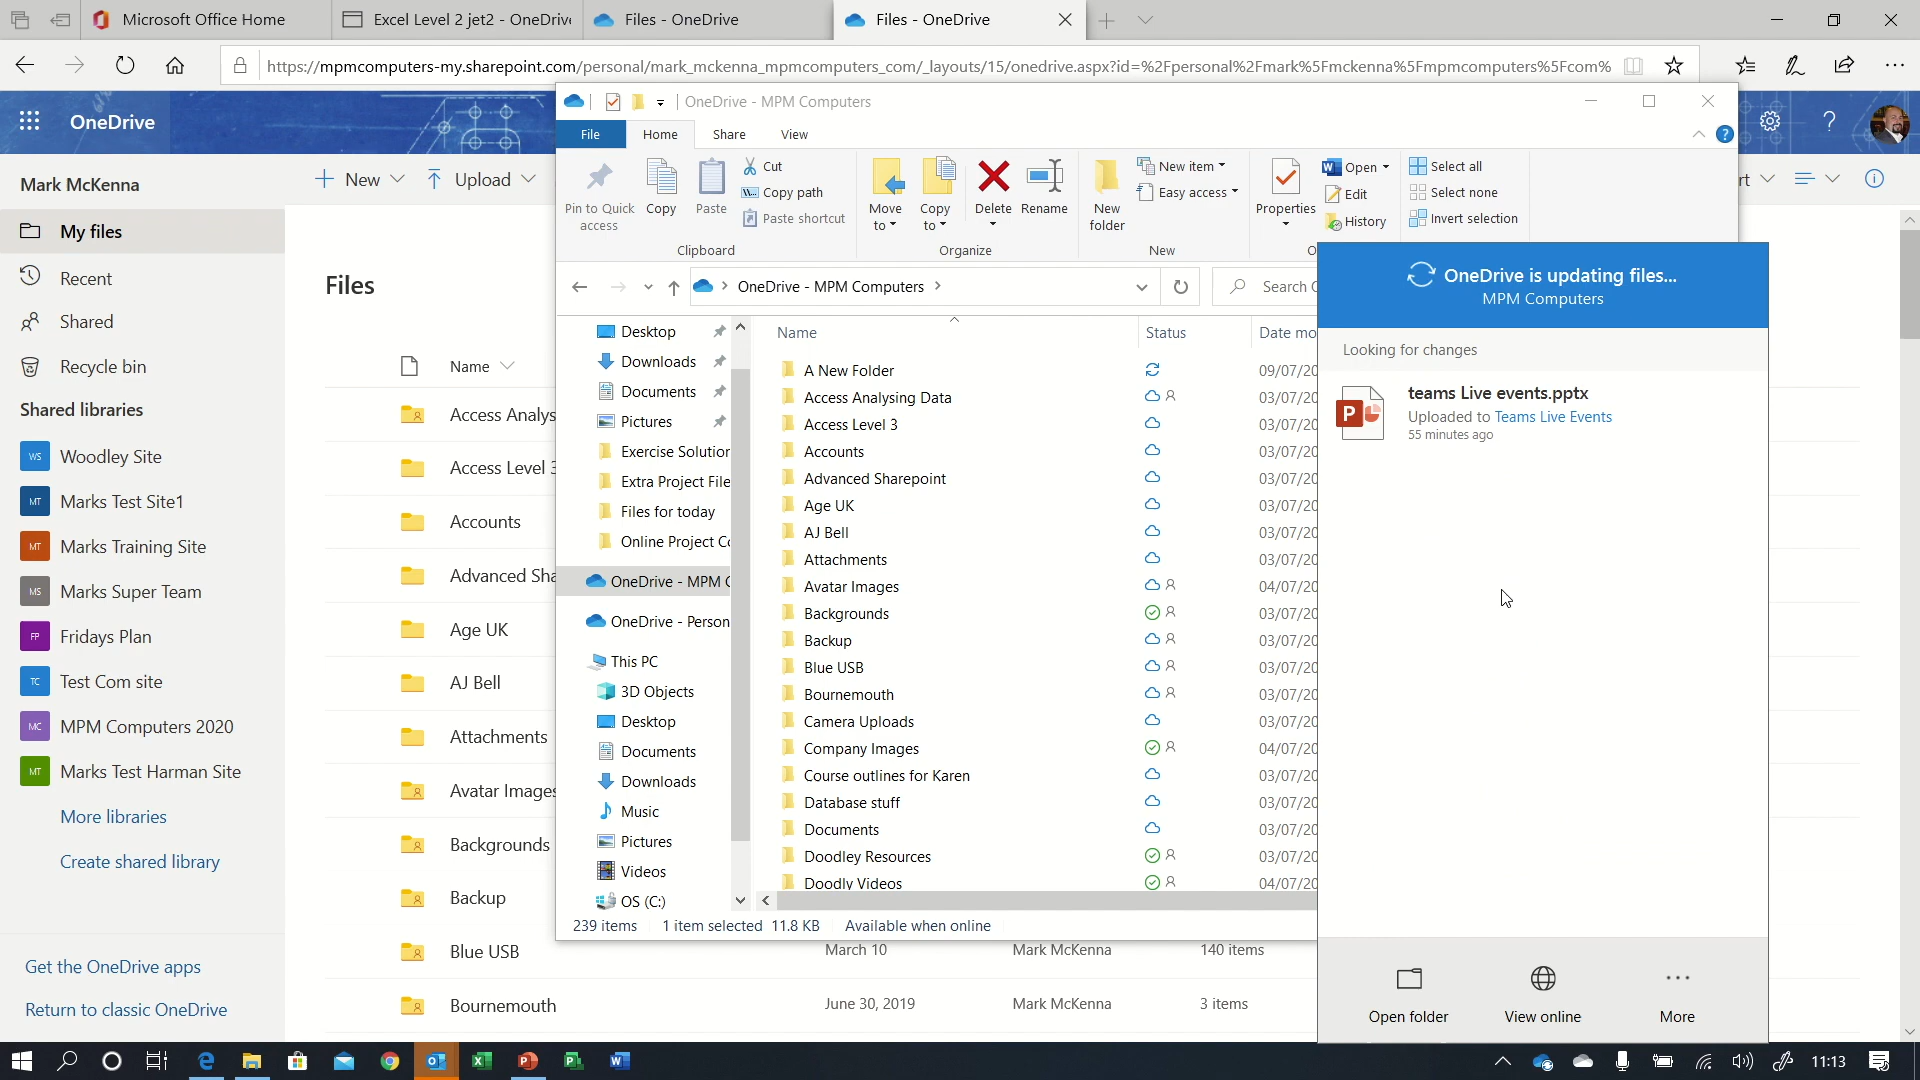 Microsoft Office Home
Excel Level 2 jet2 - OneDriv
Files - OneDrive
Files - OneDrive
https://mpmcomputers-my.sharepoint.com/personal/mark_mckenna_mpmcomputers_com/_layouts/15/onedrive.aspx?id=%2Fpersonal%2Fmark%5Fmckenna%5Fmpmcomputers%5Fcom%
OneDrive
Mark McKenna
My files
Recent
Shared
Recycle bin
Shared libraries
WS Woodley Site
MT Marks Test Site1
MT Marks Training Site
MS Marks Super Team
FP Fridays Plan
TC Test Com site
MC MPM Computers 2020
MT Marks Test Harman Site
More libraries
Create shared library
Get the OneDrive apps
Return to classic OneDrive
New
Upload
rt
Files
Name
Access Analys
Access Level 3
Accounts
Advanced Sha
Age UK
AJ Bell
Attachments
Avatar Images
Backgrounds
Backup
Blue USB March 10 Mark McKenna 140 items
Bournemouth June 30, 2019 Mark McKenna 3 items
OneDrive - MPM Computers
File Home Share View
Pin to Quick access
Copy
Paste
Cut
Copy path
Paste shortcut
Clipboard
Move to
Copy to
Delete
Rename
Organize
New folder
New item
Easy access
New
Properties
Open
Edit
History
O
Select all
Select none
Invert selection
OneDrive - MPM Computers
Search
Desktop
Downloads
Documents
Pictures
Exercise Solution
Extra Project File
Files for today
Online Project Co
OneDrive - MPM C
OneDrive - Person
This PC
3D Objects
Desktop
Documents
Downloads
Music
Pictures
Videos
OS (C:)
Name Status Date mo
A New Folder 09/07/20
Access Analysing Data 03/07/20
Access Level 3 03/07/20
Accounts 03/07/20
Advanced Sharepoint 03/07/20
Age UK 03/07/20
AJ Bell 03/07/20
Attachments 03/07/20
Avatar Images 04/07/20
Backgrounds 03/07/20
Backup 03/07/20
Blue USB 03/07/20
Bournemouth 03/07/20
Camera Uploads 03/07/20
Company Images 04/07/20
Course outlines for Karen 03/07/20
Database stuff 03/07/20
Documents 03/07/20
Doodley Resources 03/07/20
Doodly Videos 04/07/20
239 items 1 item selected 11.8 KB Available when online
OneDrive is updating files...
MPM Computers
Looking for changes
teams Live events.pptx
Uploaded to Teams Live Events
55 minutes ago
Open folder
View online
More
11:13